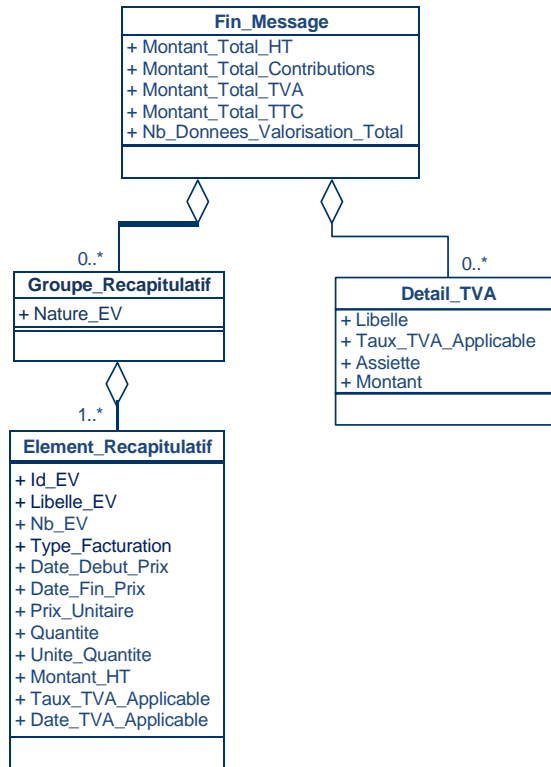 Fin_Message
+ Montant_Total_HT
+ Montant_Total_Contributions
+ Montant_Total_TVA
+ Montant_Total_TTC
+ Nb_Donnees_Valorisation_Total
0..*
0..*
Groupe_Recapitulatif
+ Nature_EV
Detail_TVA
+ Libelle
+ Taux_TVA_Applicable
+ Assiette
+ Montant
1..*
Element_Recapitulatif
+ Id_EV
+ Libelle_EV
+ Nb_EV
+ Type_Facturation
+ Date_Debut_Prix
+ Date_Fin_Prix
+ Prix_Unitaire
+ Quantite
+ Unite_Quantite
+ Montant_HT
+ Taux_TVA_Applicable
+ Date_TVA_Applicable